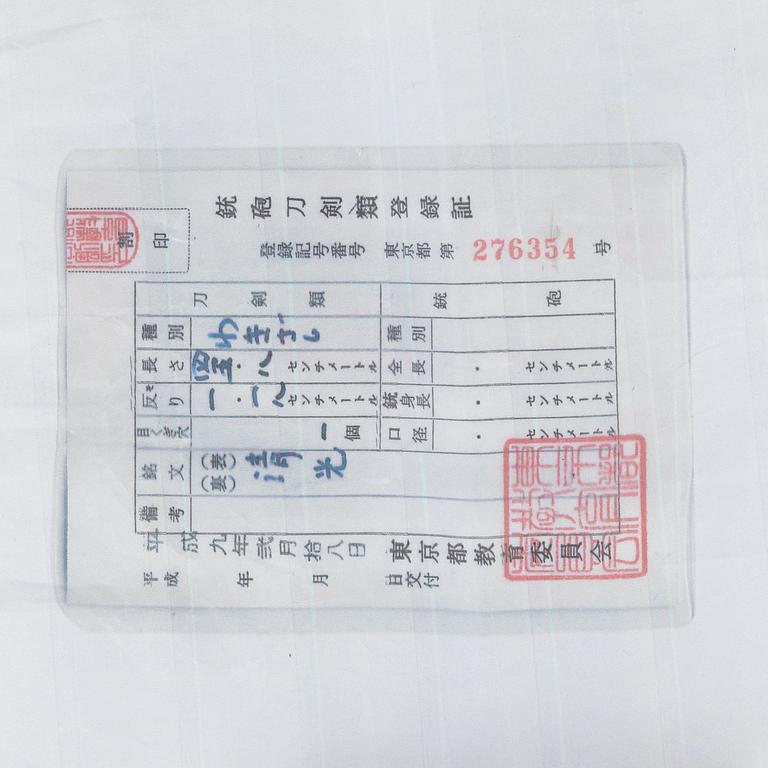 銃砲刀剣類登録証
割印
登録記号番号 東京都 第 276354 号
刀剣類 銃砲
種別 わきざし 種別
長さ 四五・八 センチメートル 全長 ・ センチメートル
反り 一・一八 センチメートル 銃身長 ・ センチメートル
目くぎ穴 一個 口径 ・ センチメートル
銘文 (表) 清光
(裏)
備考
平成九年弐月拾八日 東京都教育委員会
平成 年 月 日交付